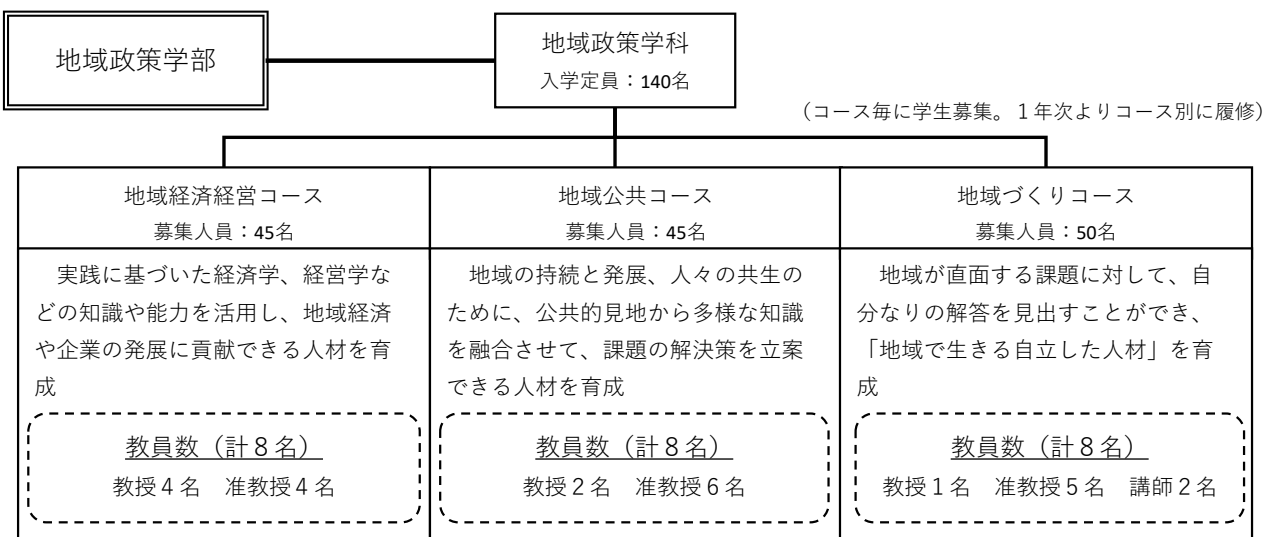 地域政策学部
地域政策学科
入学定員：140名
（コース毎に学生募集。１年次よりコース別に履修）
地域経済経営コース
募集人員：45名
実践に基づいた経済学、経営学な
どの知識や能力を活用し、地域経済
や企業の発展に貢献できる人材を育
成
教員数（計８名）
教授４名　准教授４名
地域公共コース
募集人員：45名
地域の持続と発展、人々の共生の
ために、公共的見地から多様な知識
を融合させて、課題の解決策を立案
できる人材を育成
教員数（計８名）
教授２名　准教授６名
地域づくりコース
募集人員：50名
地域が直面する課題に対して、自
分なりの解答を見出すことができ、
「地域で生きる自立した人材」を育
成
教員数（計８名）
教授１名　准教授５名　講師２名